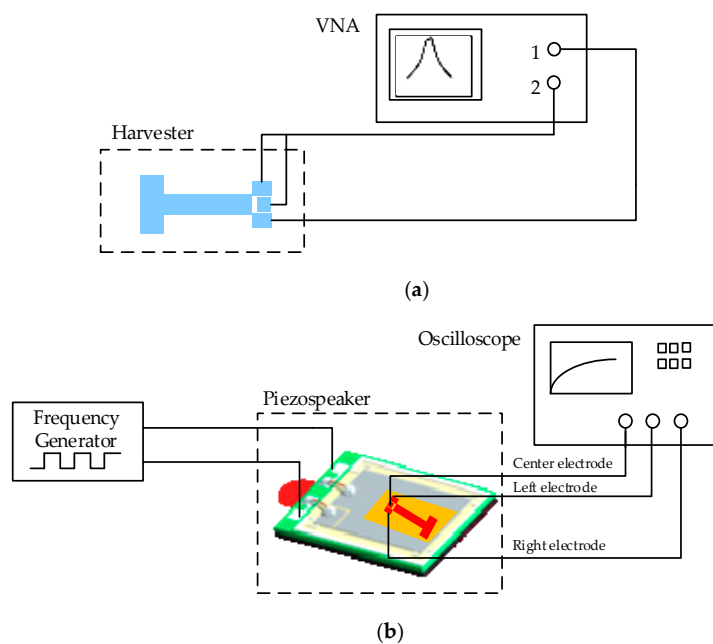 VNA
1
2
Harvester
(a)
Oscilloscope
Piezospeaker
Frequency
Generator
Center electrode
Left electrode
Right electrode
(b)